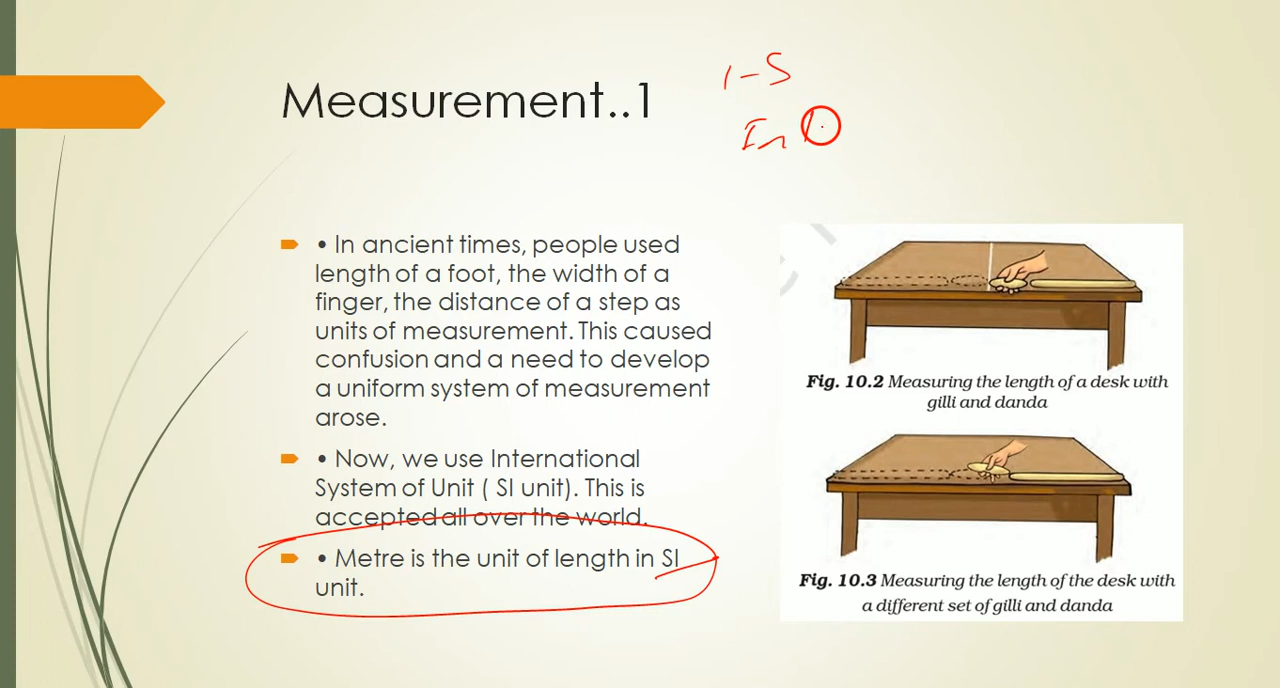 Measurement..1
1-S
In
• In ancient times, people used
length of a foot, the width of a
finger, the distance of a step as
units of measurement. This caused
confusion and a need to develop
a uniform system of measurement
arose.
• Now, we use International
System of Unit ( SI unit). This is
accepted all over the world.
• Metre is the unit of length in SI
unit.
Fig. 10.2 Measuring the length of a desk with
gilli and danda
Fig. 10.3 Measuring the length of the desk with
a different set of gilli and danda